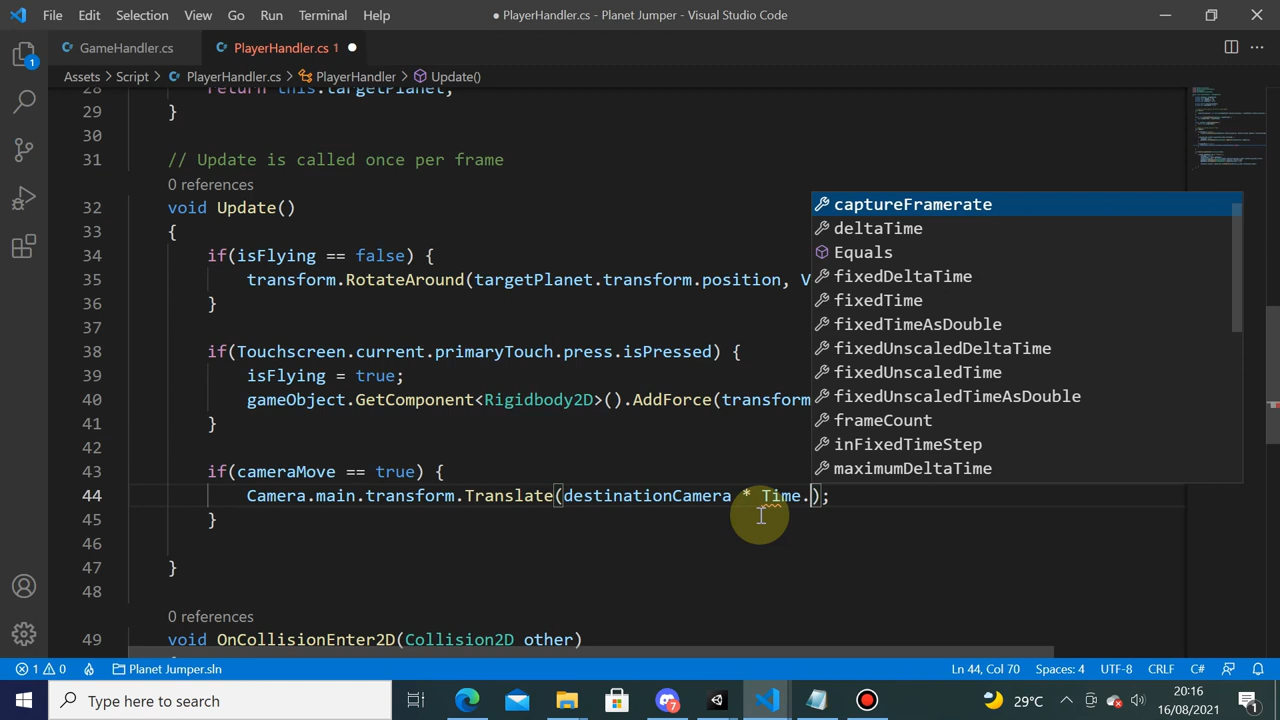 File Edit Selection View Go Run Terminal Help ● PlayerHandler.cs - Planet Jumper - Visual Studio Code
GameHandler.cs PlayerHandler.cs 1 ●
Assets > Script > PlayerHandler.cs > PlayerHandler > Update()
28 return this.targetPlanet;
29 }
30
31 // Update is called once per frame
0 references
32 void Update()
33 {
34 if(isFlying == false) {
35 transform.RotateAround(targetPlanet.transform.position, V
36 }
37
38 if(Touchscreen.current.primaryTouch.press.isPressed) {
39 isFlying = true;
40 gameObject.GetComponent<Rigidbody2D>().AddForce(transform
41 }
42
43 if(cameraMove == true) {
44 Camera.main.transform.Translate(destinationCamera * Time.);
45 }
46
47 }
48
0 references
49 void OnCollisionEnter2D(Collision2D other)
captureFramerate
deltaTime
Equals
fixedDeltaTime
fixedTime
fixedTimeAsDouble
fixedUnscaledDeltaTime
fixedUnscaledTime
fixedUnscaledTimeAsDouble
frameCount
inFixedTimeStep
maximumDeltaTime
1
1 0 Planet Jumper.sln Ln 44, Col 70 Spaces: 4 UTF-8 CRLF C#
Type here to search 7 29°C 20:16 1
16/08/2021